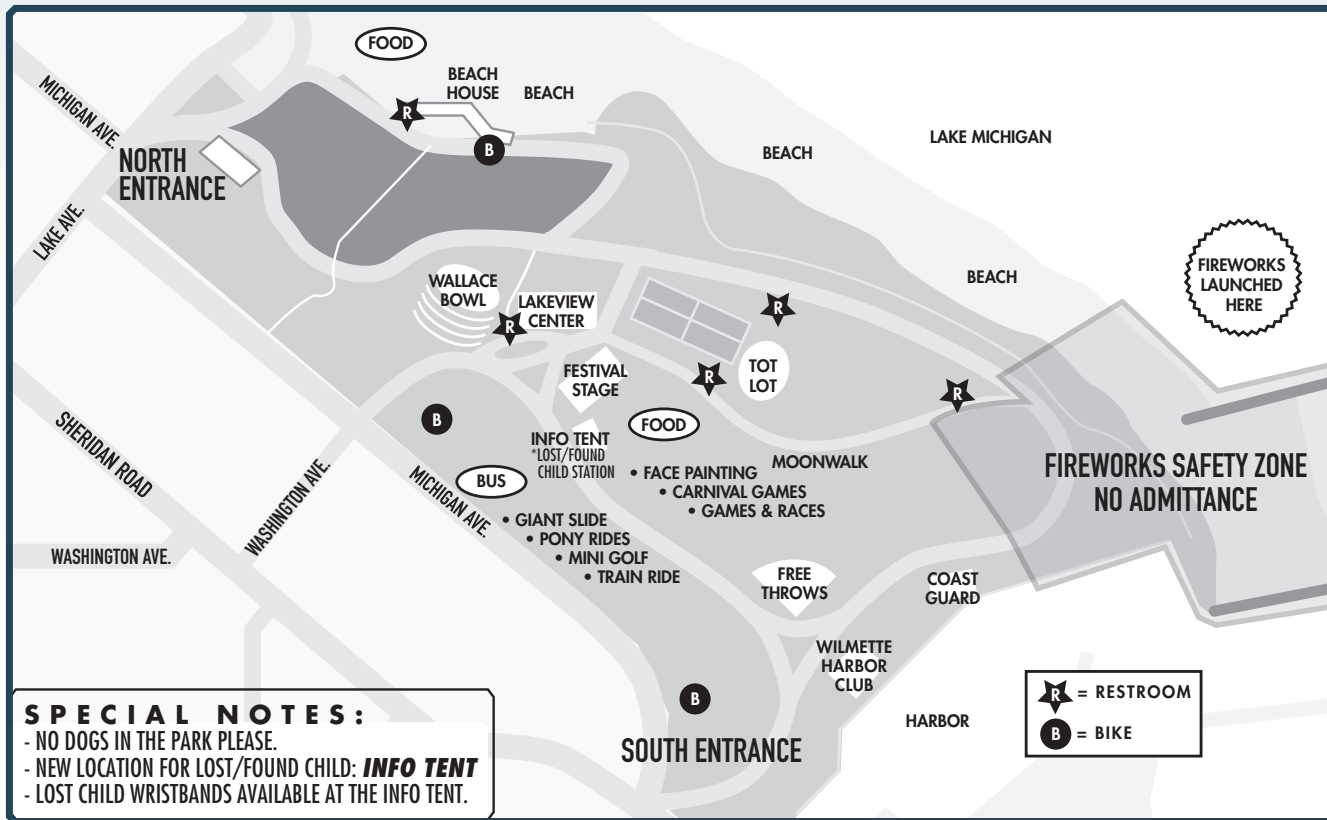 FOOD
BEACH
HOUSE
BEACH
R
B
MICHIGAN AVE.
NORTH
ENTRANCE
LAKE AVE.
BEACH
LAKE MICHIGAN
BEACH
FIREWORKS
LAUNCHED
HERE
WALLACE
BOWL
LAKEVIEW
CENTER
R
R
R
TOT
LOT
R
FESTIVAL
STAGE
B
FOOD
INFO TENT
*LOST/FOUND
CHILD STATION
BUS
MOONWALK
• FACE PAINTING
• CARNIVAL GAMES
• GAMES & RACES
FIREWORKS SAFETY ZONE
NO ADMITTANCE
SHERIDAN ROAD
WASHINGTON AVE.
WASHINGTON AVE.
MICHIGAN AVE.
• GIANT SLIDE
• PONY RIDES
• MINI GOLF
• TRAIN RIDE
FREE
THROWS
COAST
GUARD
WILMETTE
HARBOR
CLUB
B
SOUTH ENTRANCE
HARBOR
R = RESTROOM
B = BIKE
SPECIAL NOTES:
- NO DOGS IN THE PARK PLEASE.
- NEW LOCATION FOR LOST/FOUND CHILD: INFO TENT
- LOST CHILD WRISTBANDS AVAILABLE AT THE INFO TENT.